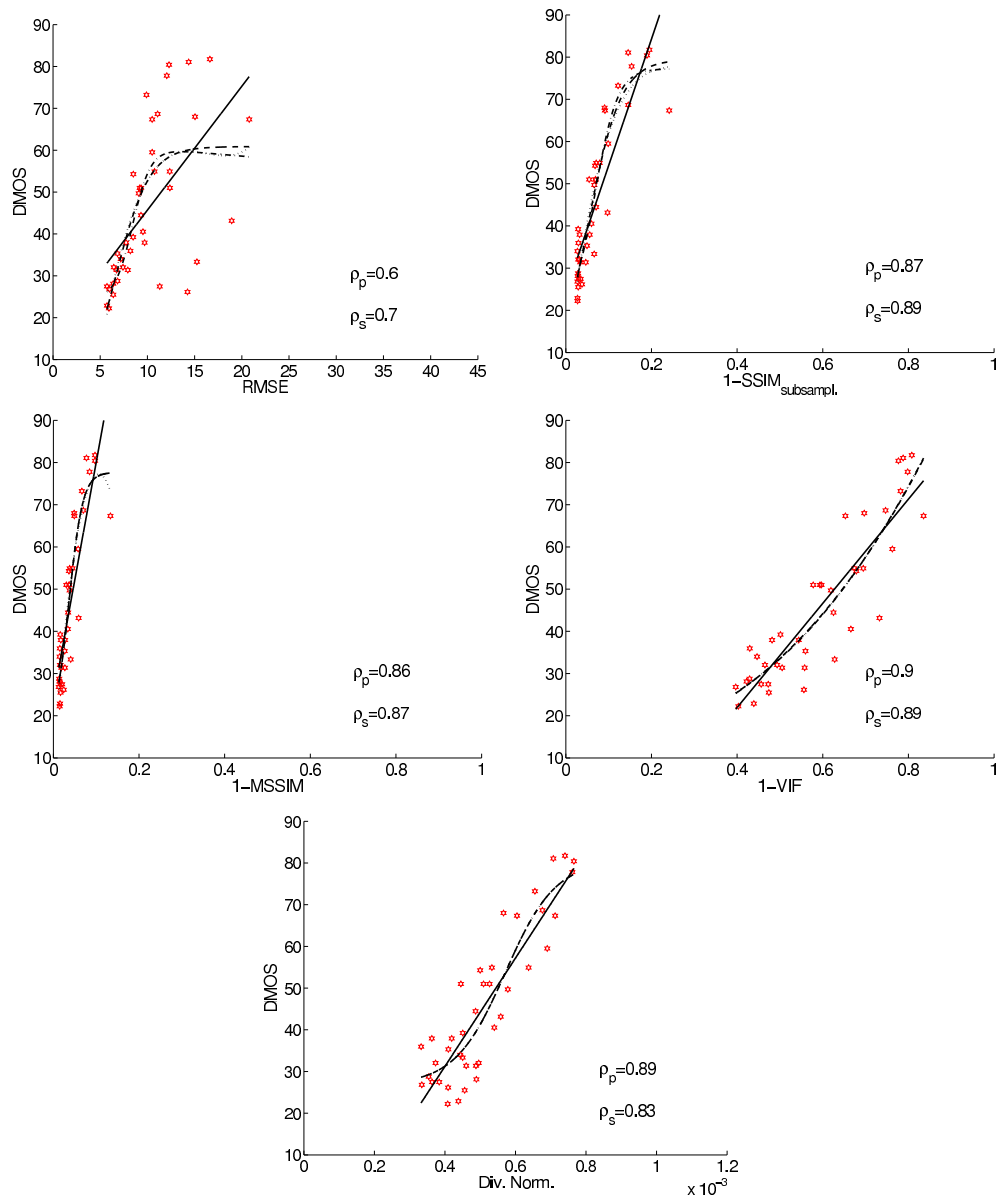 90
80
70
60
50
40
30
20
10
DMOS
ρp=0.6
ρs=0.7
0 5 10 15 20 25 30 35 40 45
RMSE
90
80
70
60
50
40
30
20
10
DMOS
ρp=0.87
ρs=0.89
0 0.2 0.4 0.6 0.8 1
1−SSIMsubsampl.
90
80
70
60
50
40
30
20
10
DMOS
ρp=0.86
ρs=0.87
0 0.2 0.4 0.6 0.8 1
1−MSSIM
90
80
70
60
50
40
30
20
10
DMOS
ρp=0.9
ρs=0.89
0 0.2 0.4 0.6 0.8 1
1−VIF
90
80
70
60
50
40
30
20
10
DMOS
ρp=0.89
ρs=0.83
0 0.2 0.4 0.6 0.8 1 1.2
Div. Norm.
x 10−3